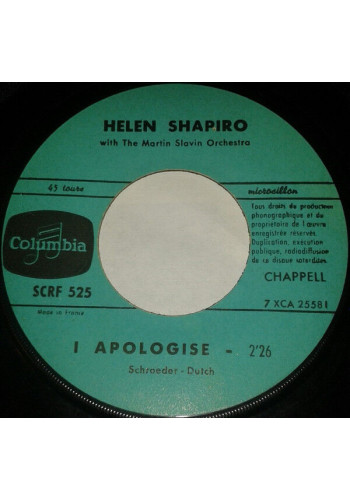 HELEN SHAPIRO
with The Martin Slavin Orchestra
45 tours
microsillon
Tous droits du producteur
phonographique et du
propriétaire de l'œuvre
enregistrée réservés.
Duplication, exécution
publique, radiodiffusion
de ce disque interdites.
Columbia
CHAPPELL
SCRF 525
Made in France
7 XCA 25581
I APOLOGISE - 2'26
Schroeder - Dutch